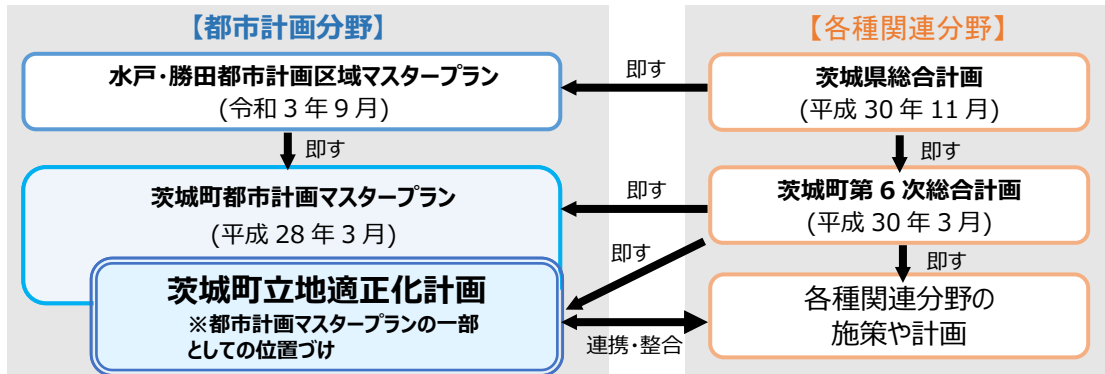 【都市計画分野】
水戸・勝田都市計画区域マスタープラン
(令和 3 年 9 月)
即す
茨城町都市計画マスタープラン
(平成 28 年 3 月)
茨城町立地適正化計画
※都市計画マスタープランの一部
としての位置づけ
即す
即す
即す
連携・整合
【各種関連分野】
茨城県総合計画
(平成 30 年 11 月)
即す
茨城町第 6 次総合計画
(平成 30 年 3 月)
即す
各種関連分野の
施策や計画